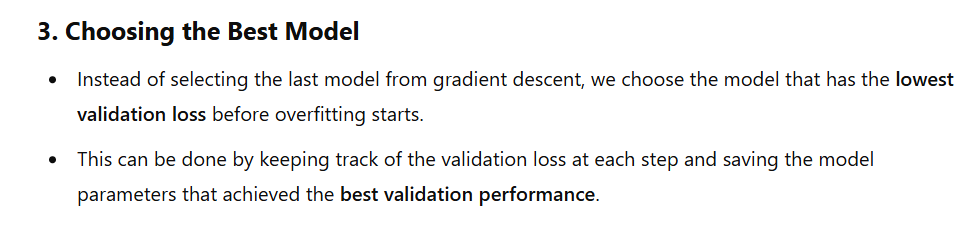 3. Choosing the Best Model
• Instead of selecting the last model from gradient descent, we choose the model that has the lowest
validation loss before overfitting starts.
• This can be done by keeping track of the validation loss at each step and saving the model
parameters that achieved the best validation performance.